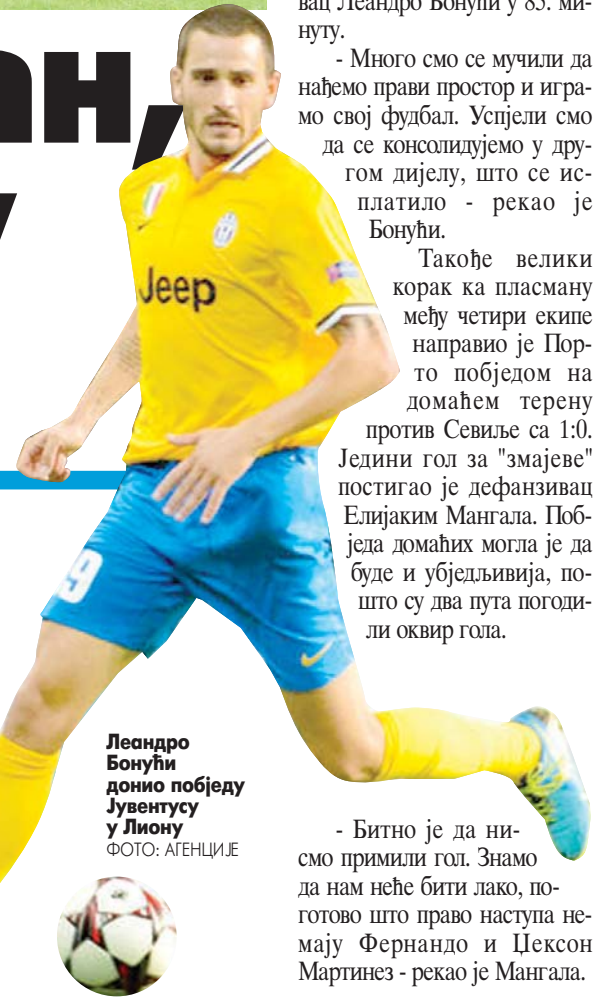 ан,
вац Леандро Бонући у 85. ми-
нуту.
- Много смо се мучили да
нађемо прави простор и игра-
мо свој фудбал. Успјели смо
да се консолидујемо у дру-
гом дијелу, што се ис-
платило - рекао је
Бонући.
Такође велики
корак ка пласману
међу четири екипе
направио је Пор-
то побједом на
домаћем терену
против Севиље са 1:0.
Једини гол за "змајеве"
постигао је дефанзивац
Елијаким Мангала. Поб-
једа домаћих могла је да
буде и убједљивија, по-
што су два пута погоди-
ли оквир гола.
- Битно је да ни-
смо примили гол. Знамо
да нам неће бити лако, по-
готово што право наступа не-
мају Фернандо и Џексон
Мартинез - рекао је Мангала.
Jeep
9
Леандро
Бонући
донио побједу
Јувентусу
у Лиону
ФОТО: АГЕНЦИЈЕ